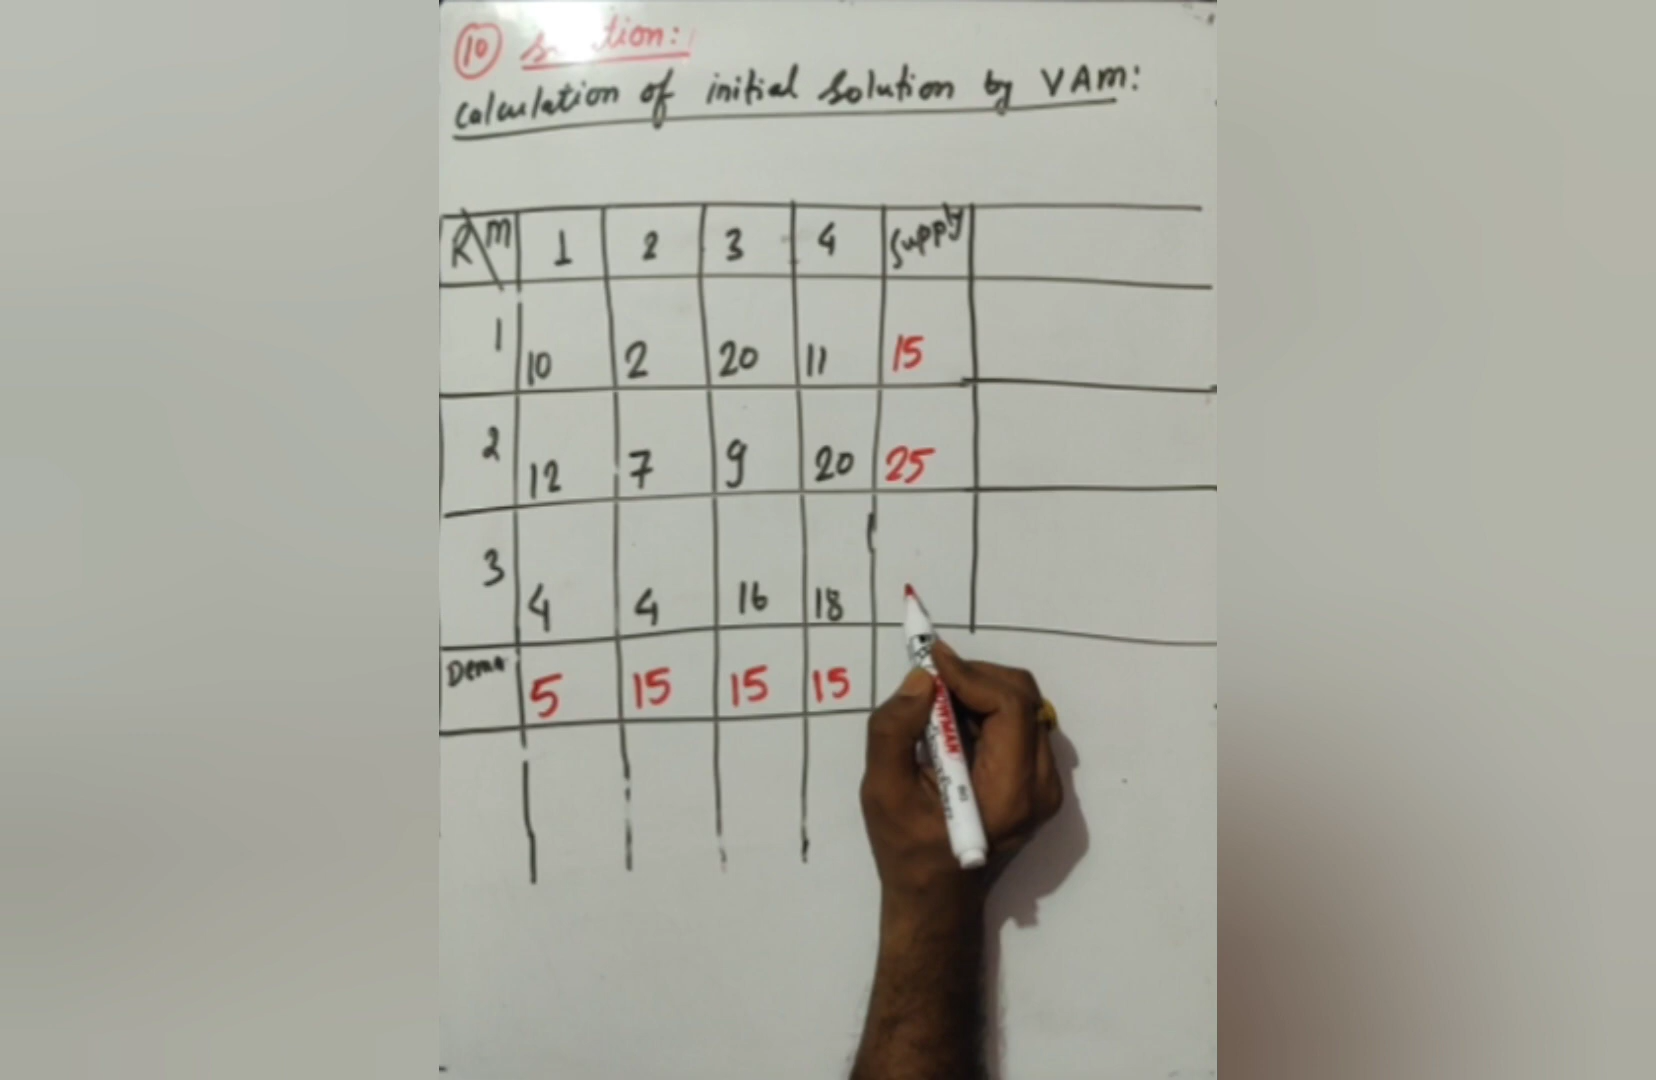 10 solution:
calculation of initial solution by VAM:
R M 1 2 3 4 supply
1 10 2 20 11 15
2 12 7 9 20 25
3 4 4 16 18
5 15 15 15